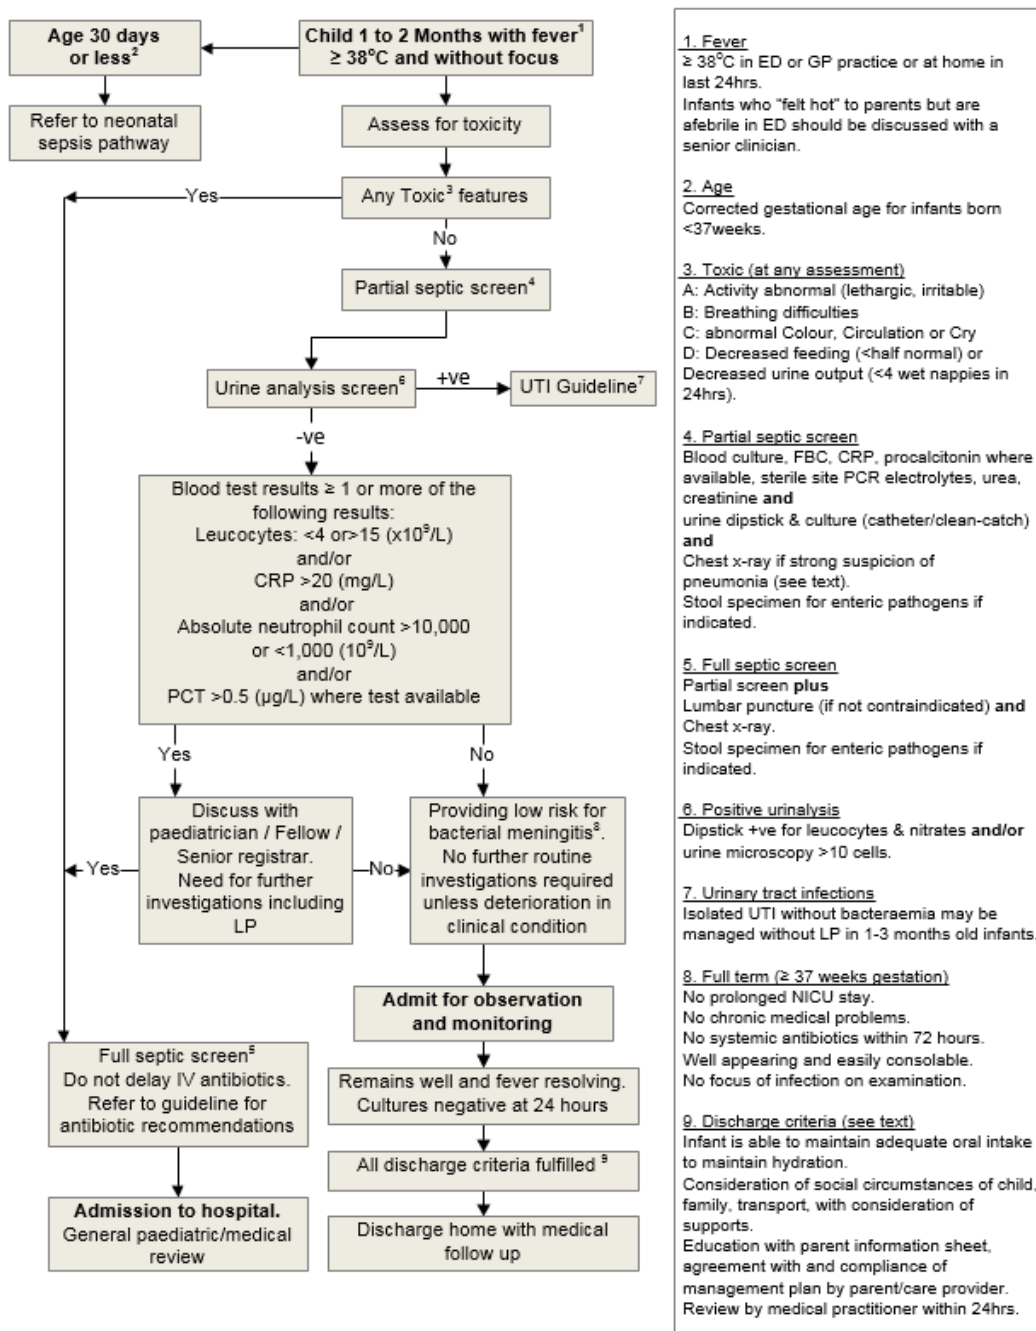 Age 30 days
or less2
Child 1 to 2 Months with fever1
≥ 38°C and without focus
Refer to neonatal
sepsis pathway
Assess for toxicity
Yes
Any Toxic3 features
No
Partial septic screen4
Urine analysis screen6
+ve
UTI Guideline7
-ve
Blood test results ≥ 1 or more of the
following results:
Leucocytes: <4 or>15 (x10⁹/L)
and/or
CRP >20 (mg/L)
and/or
Absolute neutrophil count >10,000
or <1,000 (10⁹/L)
and/or
PCT >0.5 (µg/L) where test available
Yes
No
Discuss with
paediatrician / Fellow /
Senior registrar.
Need for further
investigations including
LP
Yes
No
Providing low risk for
bacterial meningitis8.
No further routine
investigations required
unless deterioration in
clinical condition
Admit for observation
and monitoring
Full septic screen5
Do not delay IV antibiotics.
Refer to guideline for
antibiotic recommendations
Remains well and fever resolving.
Cultures negative at 24 hours
All discharge criteria fulfilled 9
Admission to hospital.
General paediatric/medical
review
Discharge home with medical
follow up
1. Fever
≥ 38°C in ED or GP practice or at home in
last 24hrs.
Infants who "felt hot" to parents but are
afebrile in ED should be discussed with a
senior clinician.
2. Age
Corrected gestational age for infants born
<37weeks.
3. Toxic (at any assessment)
A: Activity abnormal (lethargic, irritable)
B: Breathing difficulties
C: abnormal Colour, Circulation or Cry
D: Decreased feeding (<half normal) or
Decreased urine output (<4 wet nappies in
24hrs).
4. Partial septic screen
Blood culture, FBC, CRP, procalcitonin where
available, sterile site PCR electrolytes, urea,
creatinine and
urine dipstick & culture (catheter/clean-catch)
and
Chest x-ray if strong suspicion of
pneumonia (see text).
Stool specimen for enteric pathogens if
indicated.
5. Full septic screen
Partial screen plus
Lumbar puncture (if not contraindicated) and
Chest x-ray.
Stool specimen for enteric pathogens if
indicated.
6. Positive urinalysis
Dipstick +ve for leucocytes & nitrates and/or
urine microscopy >10 cells.
7. Urinary tract infections
Isolated UTI without bacteraemia may be
managed without LP in 1-3 months old infants.
8. Full term (≥ 37 weeks gestation)
No prolonged NICU stay.
No chronic medical problems.
No systemic antibiotics within 72 hours.
Well appearing and easily consolable.
No focus of infection on examination.
9. Discharge criteria (see text)
Infant is able to maintain adequate oral intake
to maintain hydration.
Consideration of social circumstances of child,
family, transport, with consideration of
supports.
Education with parent information sheet,
agreement with and compliance of
management plan by parent/care provider.
Review by medical practitioner within 24hrs.